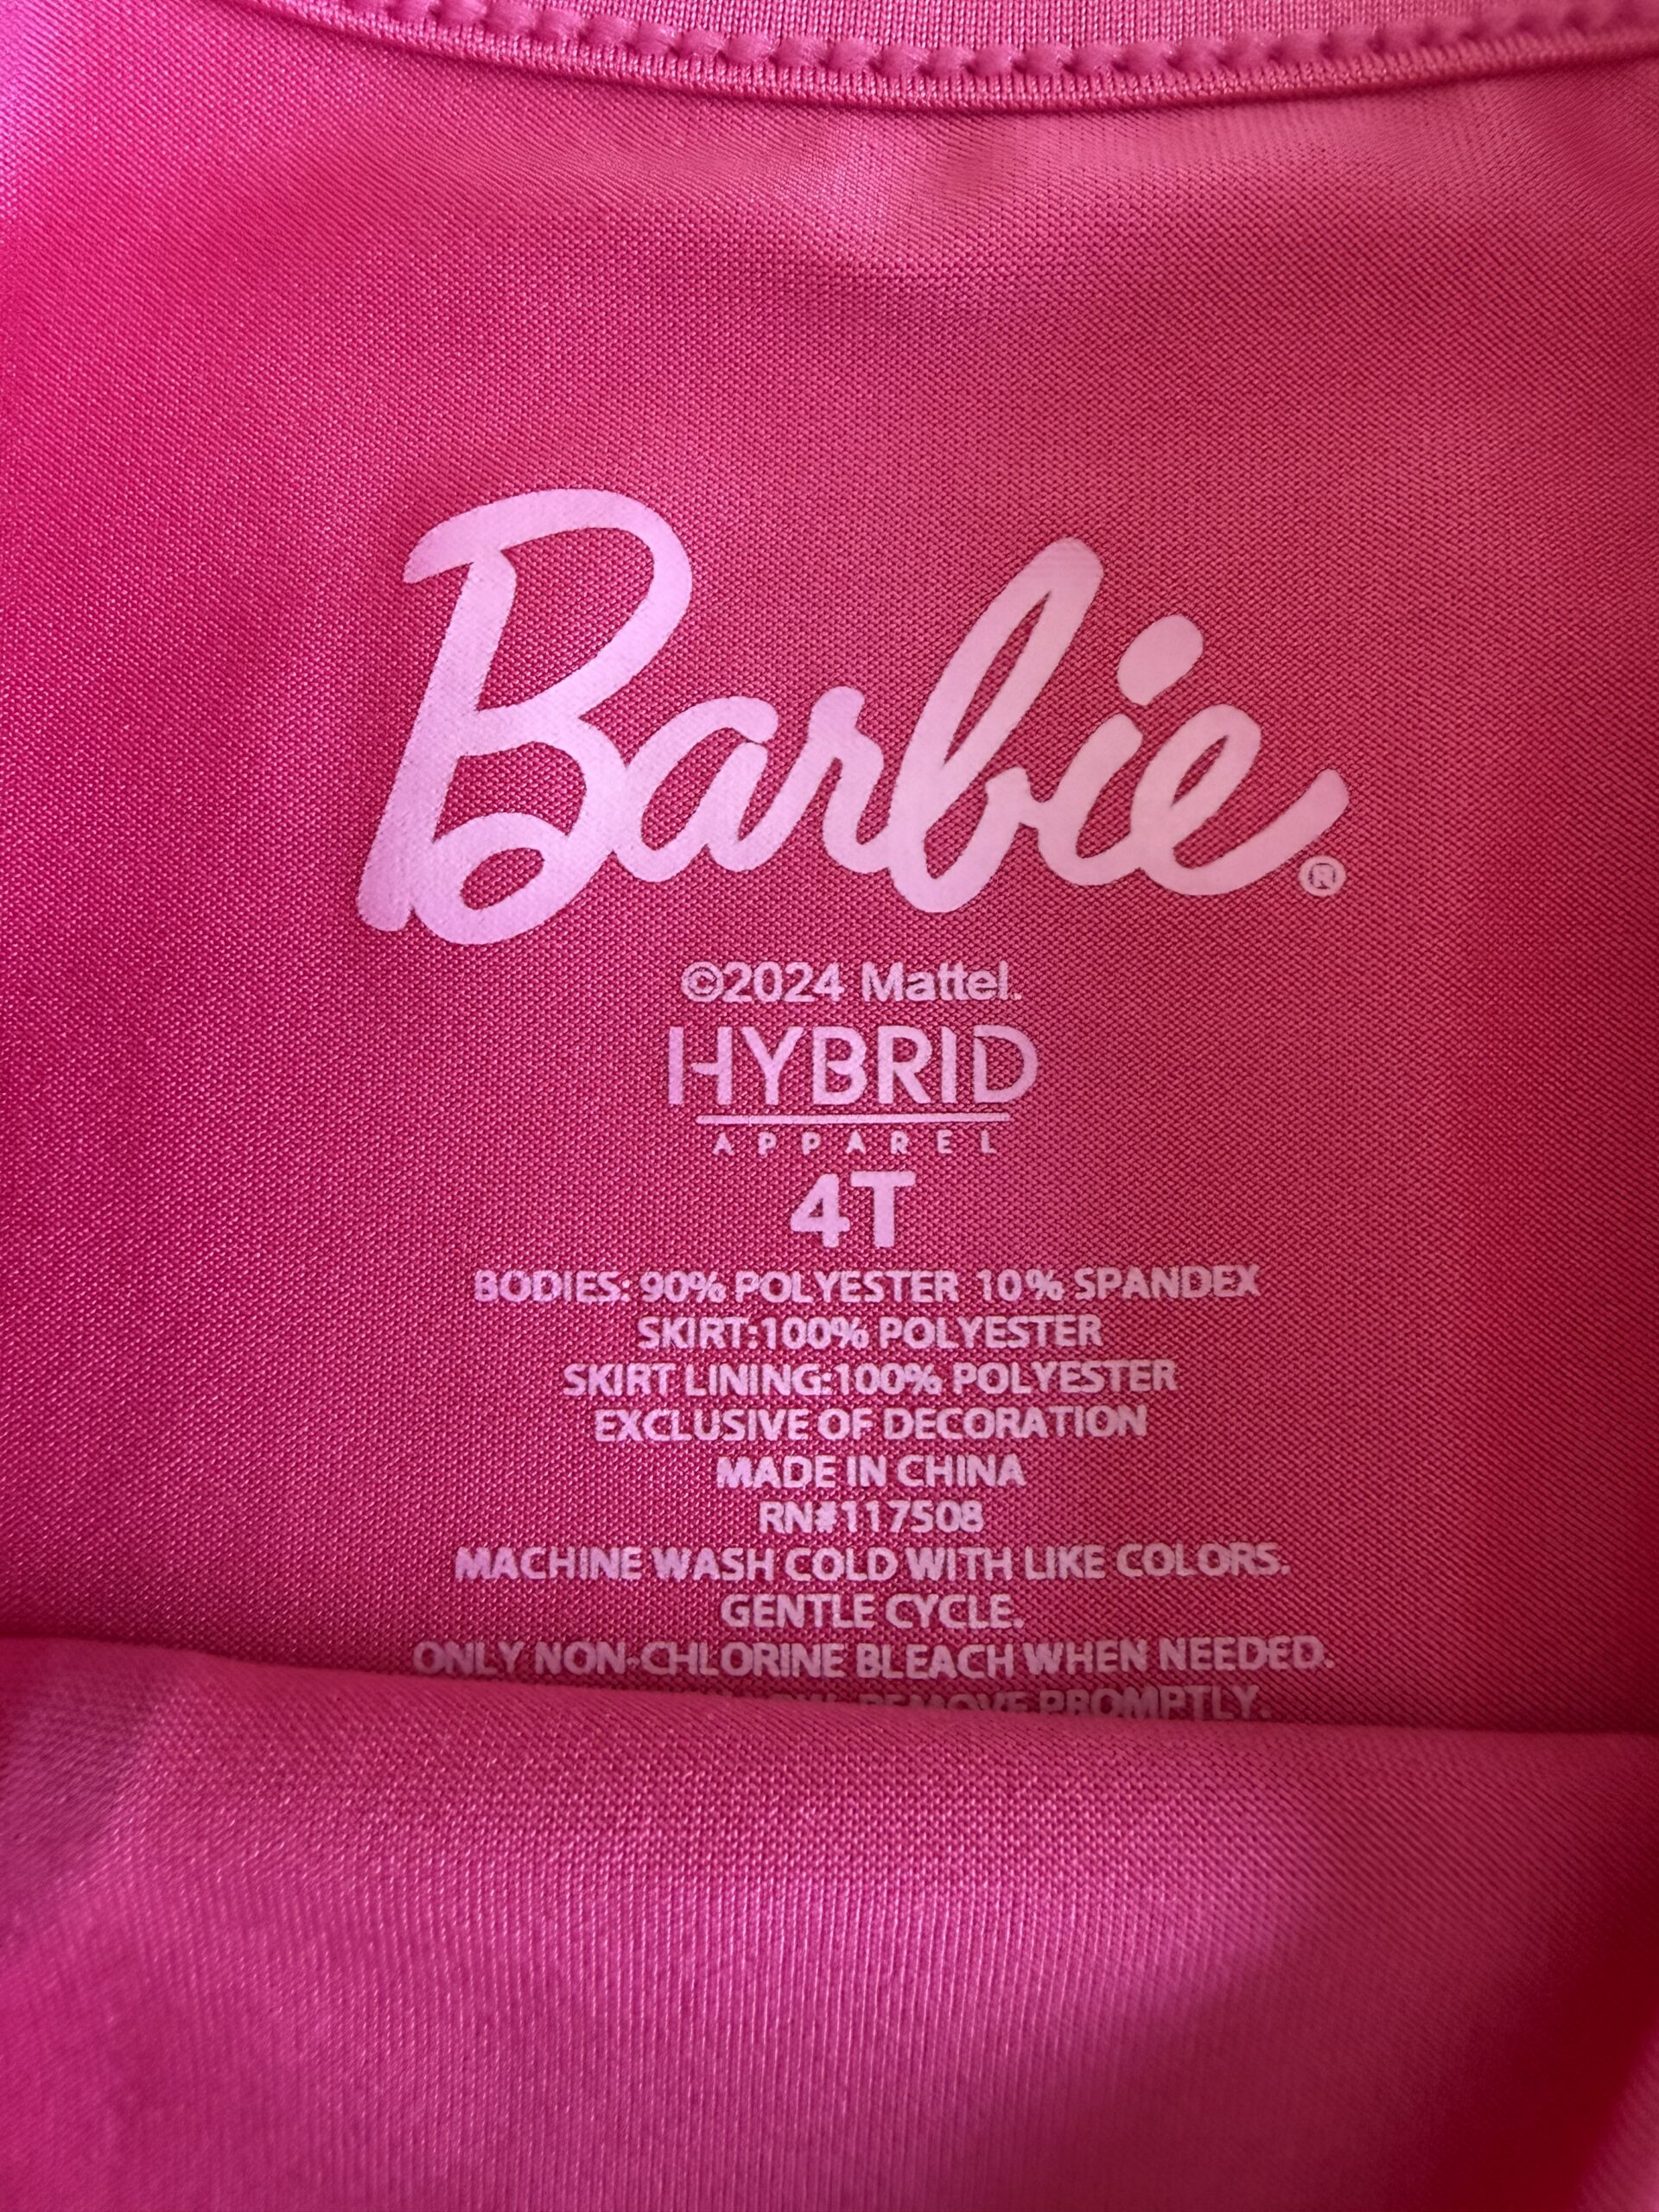 Barbie®
©2024 Mattel.
HYBRID
APPAREL
4T
BODIES: 90% POLYESTER 10% SPANDEX
SKIRT:100% POLYESTER
SKIRT LINING:100% POLYESTER
EXCLUSIVE OF DECORATION
MADE IN CHINA
RN#117508
MACHINE WASH COLD WITH LIKE COLORS.
GENTLE CYCLE.
ONLY NON-CHLORINE BLEACH WHEN NEEDED.
REMOVE PROMPTLY.